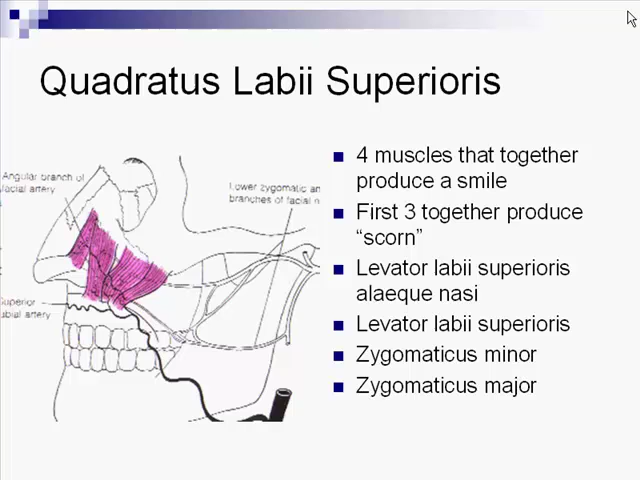 Quadratus Labii Superioris
Angular branch of
facial artery
Lower zygomatic an
branches of facial n
Superior
labial artery
4 muscles that together
produce a smile
First 3 together produce
“scorn”
Levator labii superioris
alaeque nasi
Levator labii superioris
Zygomaticus minor
Zygomaticus major